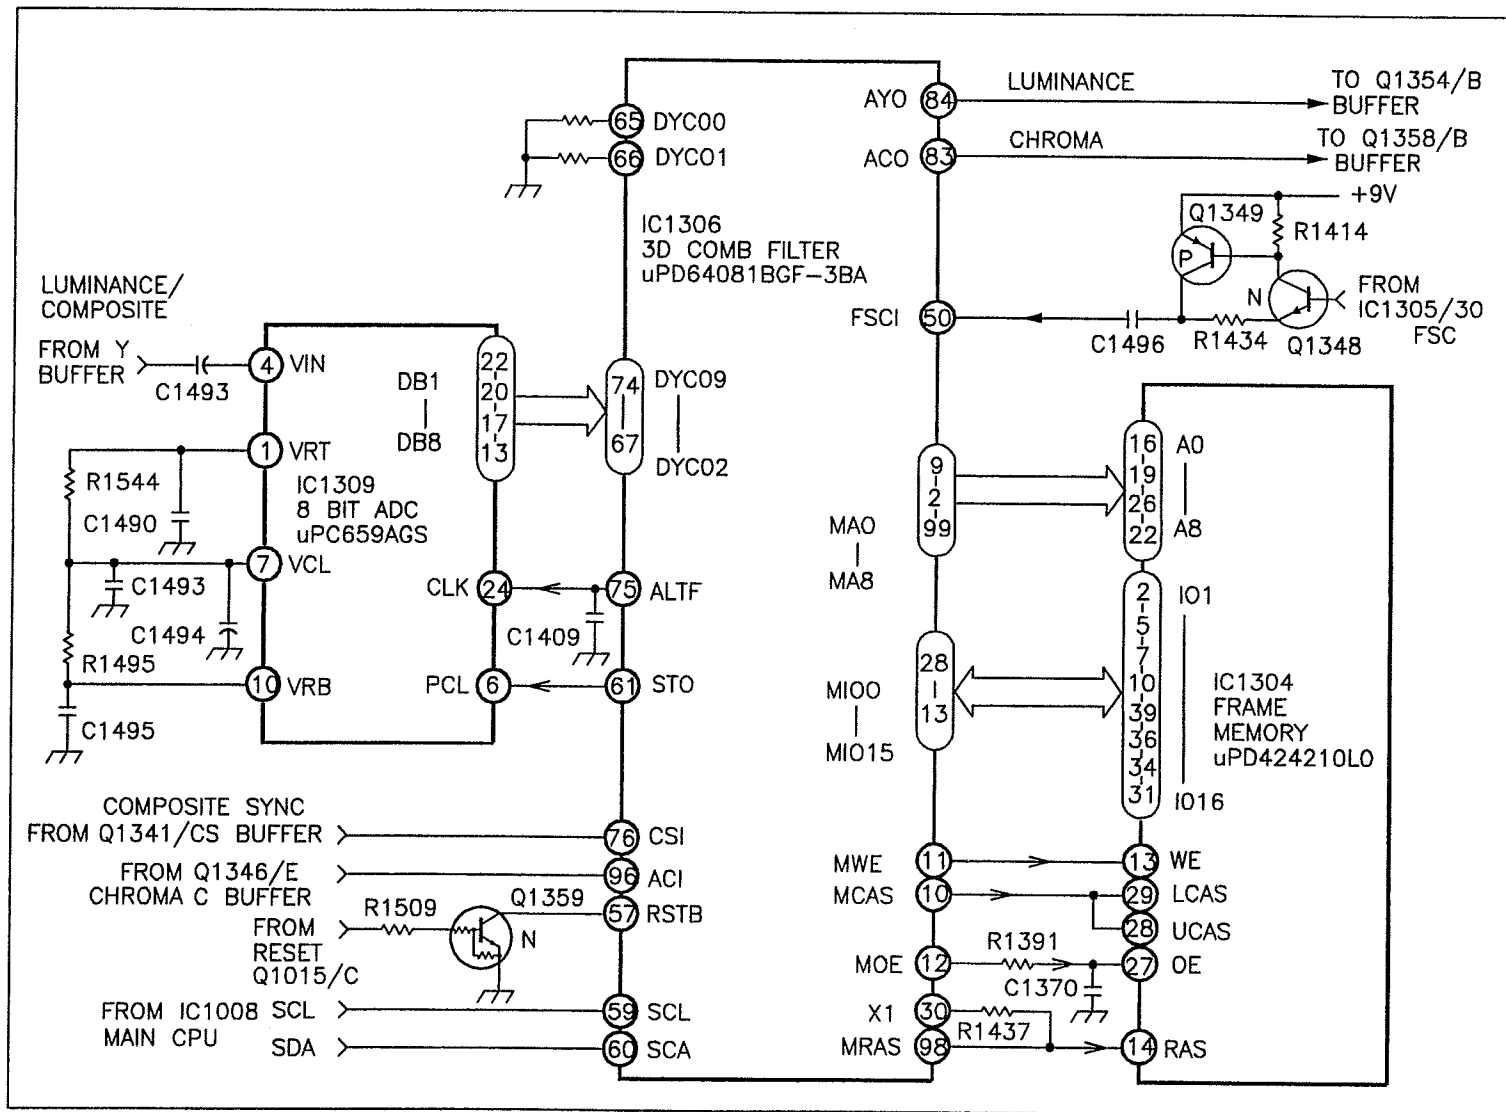 AYO 84 LUMINANCE TO Q1354/B
BUFFER
65 DYC00
66 DYC01
ACO 83 CHROMA TO Q1358/B
BUFFER
+9V
Q1349
R1414
P
IC1306
3D COMB FILTER
uPD64081BGF-3BA
N
FROM
IC1305/30
FSC
FSCI 50
C1496
R1434
Q1348
LUMINANCE/
COMPOSITE
FROM Y
BUFFER
C1493
4 VIN
DB1
|
DB8
22
20
17
13
74
67
DYC09
DYC02
1 VRT
R1544
C1490
IC1309
8 BIT ADC
uPC659AGS
7 VCL
C1493
C1494
R1495
10 VRB
C1495
CLK 24
75 ALTF
C1409
PCL 6
61 STO
MA0
|
MA8
9
2
99
16
19
26
22
A0
A8
MIO0
|
MIO15
28
13
2
5
7
10
39
36
34
31
IO1
IO16
IC1304
FRAME
MEMORY
uPD424210L0
COMPOSITE SYNC
FROM Q1341/CS BUFFER
76 CSI
FROM Q1346/E
CHROMA C BUFFER
96 ACI
R1509
Q1359
57 RSTB
FROM
RESET
Q1015/C
N
FROM IC1008 SCL
MAIN CPU
59 SCL
SDA
60 SCA
MWE 11
13 WE
MCAS 10
29 LCAS
28 UCAS
MOE 12
R1391
27 OE
C1370
X1 30
R1437
MRAS 98
14 RAS